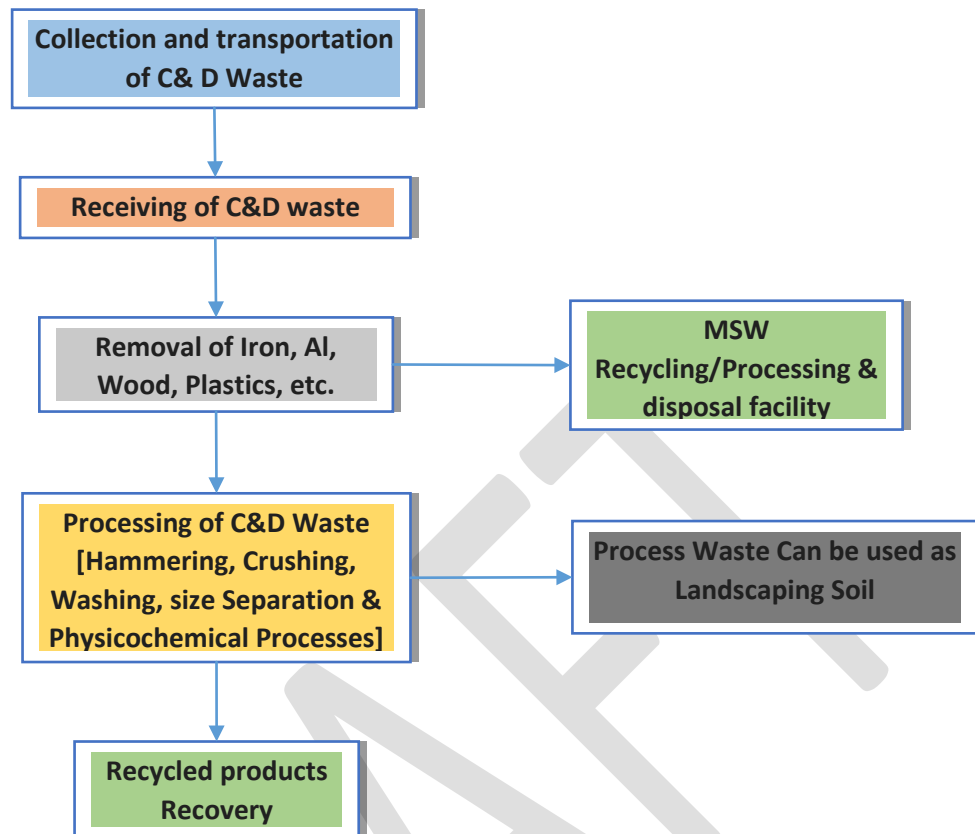 Collection and transportation
of C& D Waste
Receiving of C&D waste
Removal of Iron, Al,
Wood, Plastics, etc.
MSW
Recycling/Processing &
disposal facility
Processing of C&D Waste
[Hammering, Crushing,
Washing, size Separation &
Physicochemical Processes]
Process Waste Can be used as
Landscaping Soil
Recycled products
Recovery